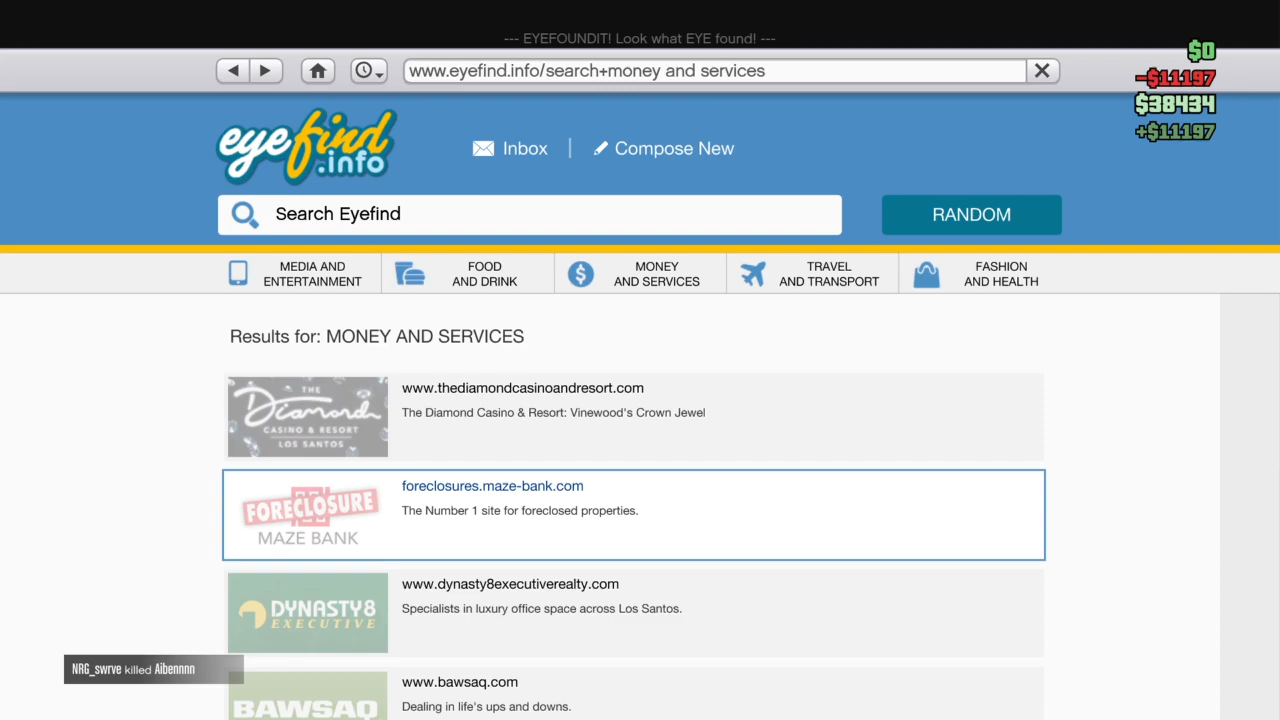 --- EYEFOUNDIT! Look what EYE found! ---
www.eyefind.info/search+money and services
$0
-$11197
$38434
+$11197
eyefind
.info
Inbox
Compose New
Search Eyefind
RANDOM
MEDIA AND
ENTERTAINMENT
FOOD
AND DRINK
MONEY
AND SERVICES
TRAVEL
AND TRANSPORT
FASHION
AND HEALTH
Results for: MONEY AND SERVICES
THE
Diamond
CASINO & RESORT
LOS SANTOS
www.thediamondcasinoandresort.com
The Diamond Casino & Resort: Vinewood's Crown Jewel
FORECLOSURE
MAZE BANK
foreclosures.maze-bank.com
The Number 1 site for foreclosed properties.
DYNASTY8
EXECUTIVE
www.dynasty8executiverealty.com
Specialists in luxury office space across Los Santos.
NRG_swrve killed Aibennnn
BAWSAQ
www.bawsaq.com
Dealing in life's ups and downs.